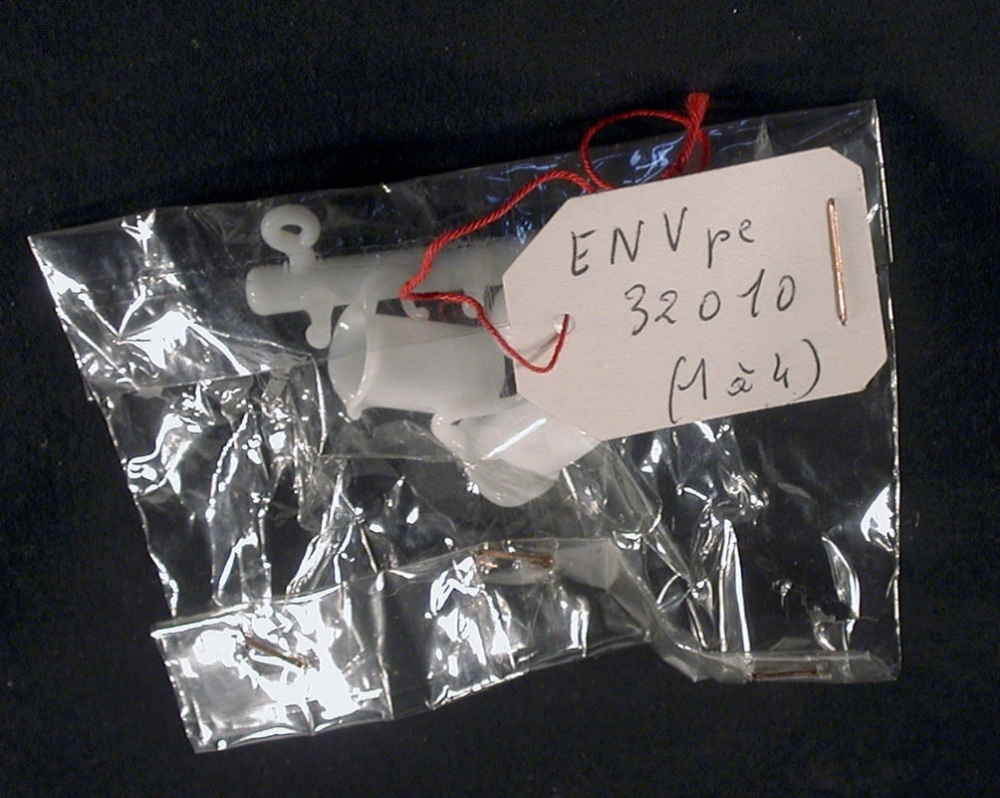 ENVpe
32010
(1 à 4)